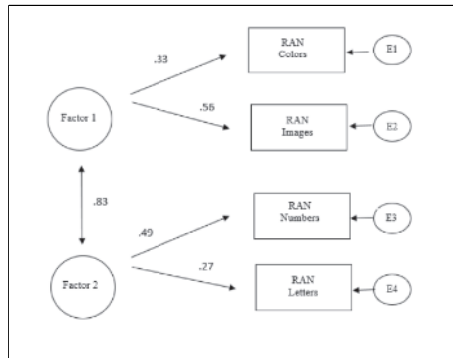 RAN
Colors
E1
.33
Factor 1
.56
RAN
Images
E2
.83
RAN
Numbers
E3
.49
Factor 2
.27
RAN
Letters
E4